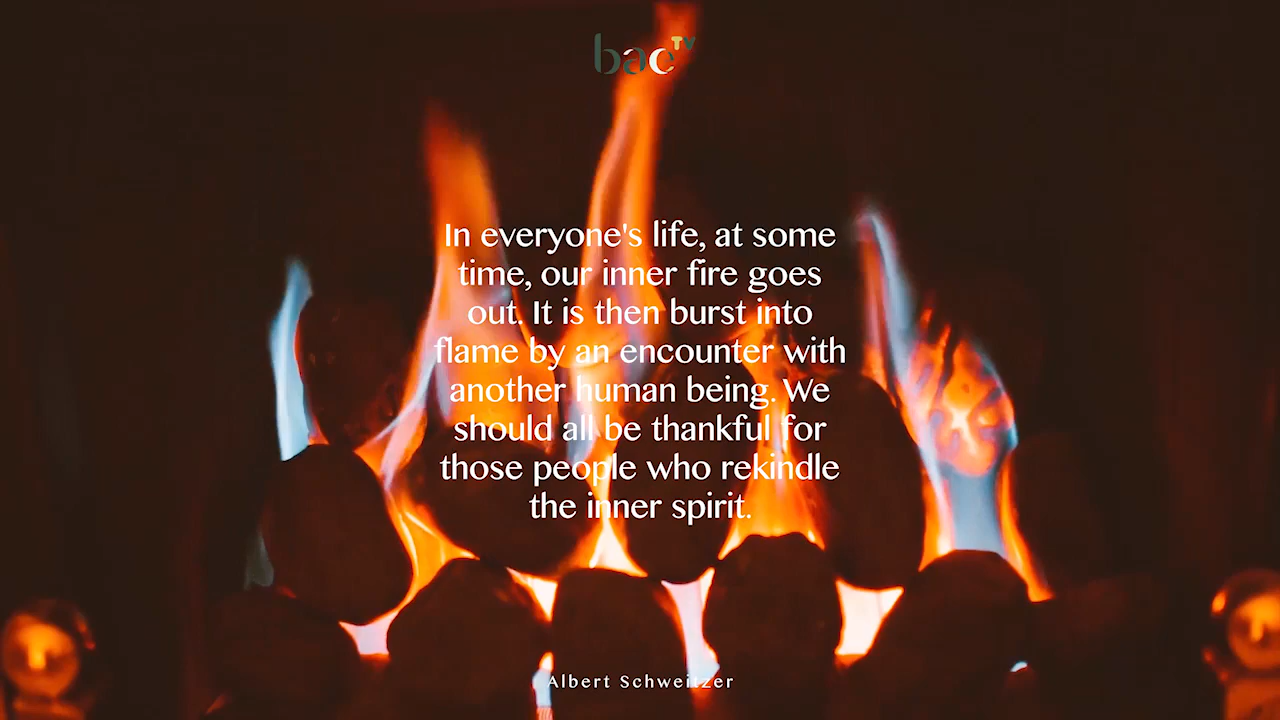 bae TV
In everyone's life, at some
time, our inner fire goes
out. It is then burst into
flame by an encounter with
another human being. We
should all be thankful for
those people who rekindle
the inner spirit.
Albert Schweitzer